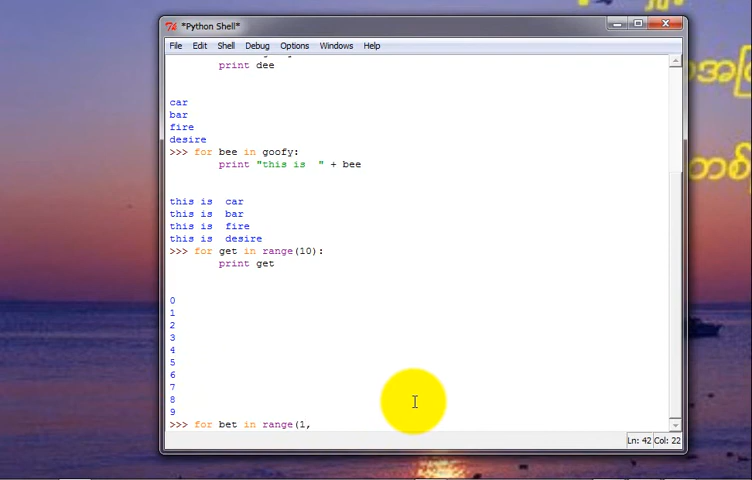 *Python Shell*
File Edit Shell Debug Options Windows Help
print dee
car
bar
fire
desire
>>> for bee in goofy:
print "this is  " + bee
this is  car
this is  bar
this is  fire
this is  desire
>>> for get in range(10):
print get
0
1
2
3
4
5
6
7
8
9
>>> for bet in range(1,
Ln: 42 Col: 22
တစ်